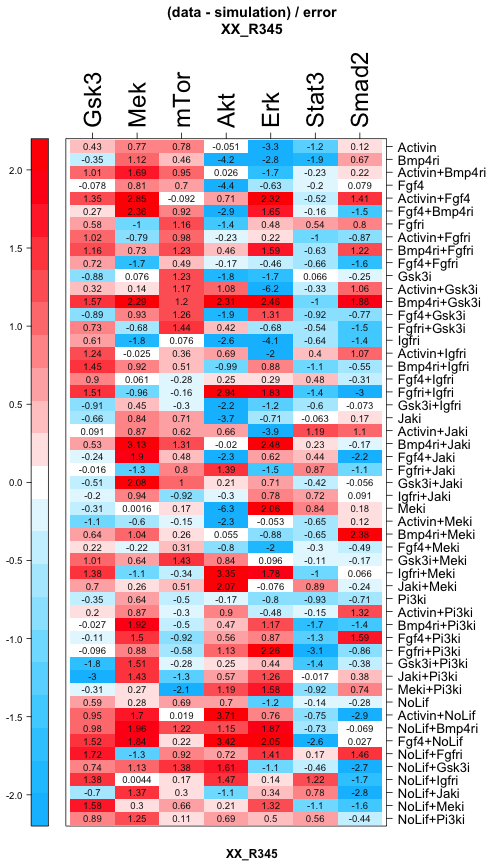 (data - simulation) / error
XX_R345
Gsk3 Mek mTor Akt Erk Stat3 Smad2
0.43 0.77 0.78 -0.051 -3.3 -1.2 0.12 Activin
-0.35 1.12 0.46 -4.2 -2.8 -1.9 0.67 Bmp4ri
1.01 1.69 0.95 0.026 -1.7 -0.23 0.22 Activin+Bmp4ri
-0.078 0.81 0.7 -4.4 -0.63 -0.2 0.079 Fgf4
1.35 2.85 -0.092 0.71 2.92 -0.52 1.41 Activin+Fgf4
0.27 2.36 0.92 -2.9 1.65 -0.16 -1.5 Fgf4+Bmp4ri
0.58 -1 1.16 -1.4 0.48 0.54 0.8 Fgfri
1.02 -0.79 0.98 -0.23 0.22 -1 -0.87 Activin+Fgfri
1.16 0.73 1.23 0.46 1.59 -0.63 1.22 Bmp4ri+Fgfri
0.72 -1.7 0.49 -0.17 -0.46 -0.66 -1.6 Fgf4+Fgfri
-0.88 0.076 1.23 -1.8 -1.7 0.066 -0.25 Gsk3i
0.32 0.14 1.17 1.08 -6.2 -0.33 1.06 Activin+Gsk3i
1.57 2.29 1.2 2.31 2.46 -1 1.88 Bmp4ri+Gsk3i
-0.89 0.93 1.26 -1.9 1.31 -0.92 -0.77 Fgf4+Gsk3i
0.73 -0.68 1.44 0.42 -0.68 -0.54 -1.5 Fgfri+Gsk3i
0.61 -1.8 0.076 -2.6 -4.1 -0.64 -1.4 Igfri
1.24 -0.025 0.36 0.69 -2 0.4 1.07 Activin+Igfri
1.45 0.92 0.51 -0.99 0.88 -1.1 -0.55 Bmp4ri+Igfri
0.9 0.061 -0.28 0.25 0.29 0.48 -0.31 Fgf4+Igfri
1.51 -0.96 -0.16 2.94 1.83 -1.4 -3 Fgfri+Igfri
-0.91 0.45 -0.3 -2.2 -1.2 -0.6 -0.073 Gsk3i+Igfri
-0.66 0.84 0.71 -3.7 -0.71 -0.063 0.17 Jaki
0.091 0.87 0.62 0.66 -3.9 1.19 1.1 Activin+Jaki
0.53 3.13 1.31 -0.02 2.48 0.23 -0.17 Bmp4ri+Jaki
-0.24 1.9 0.48 -2.3 0.62 0.44 -2.2 Fgf4+Jaki
-0.016 -1.3 0.8 1.39 -1.5 0.87 -1.1 Fgfri+Jaki
-0.51 2.08 1 0.21 0.71 -0.42 -0.056 Gsk3i+Jaki
-0.2 0.94 -0.92 -0.3 0.78 0.72 0.091 Igfri+Jaki
-0.31 0.0016 0.17 -6.3 2.06 0.84 0.18 Meki
-1.1 -0.6 -0.15 -2.3 -0.053 -0.65 0.12 Activin+Meki
0.64 1.04 0.26 0.055 -0.88 -0.65 2.38 Bmp4ri+Meki
0.22 -0.22 0.31 -0.8 -2 -0.3 -0.49 Fgf4+Meki
1.01 0.64 1.43 0.84 0.096 -0.11 -0.17 Gsk3i+Meki
1.38 -1.1 -0.34 3.35 1.78 -1 0.066 Igfri+Meki
0.7 0.26 0.51 2.07 -0.076 0.89 -0.24 Jaki+Meki
-0.35 0.64 -0.5 -0.17 -0.8 -0.93 -0.71 Pi3ki
0.2 0.87 -0.3 0.9 -0.48 -0.15 1.32 Activin+Pi3ki
-0.027 1.92 -0.5 0.47 1.17 -1.7 -1.4 Bmp4ri+Pi3ki
-0.11 1.5 -0.92 0.56 0.87 -1.3 1.59 Fgf4+Pi3ki
-0.096 0.88 -0.58 1.13 2.26 -3.1 -0.86 Fgfri+Pi3ki
-1.8 1.51 -0.28 0.25 0.44 -1.4 -0.38 Gsk3i+Pi3ki
-3 1.43 -1.3 0.57 1.26 -0.017 0.38 Jaki+Pi3ki
-0.31 0.27 -2.1 1.19 1.58 -0.92 0.74 Meki+Pi3ki
0.59 0.28 0.69 0.7 -1.2 -0.14 -0.28 NoLif
0.95 1.7 0.019 3.71 0.76 -0.75 -2.9 Activin+NoLif
0.98 1.96 1.22 1.15 1.87 -0.73 -0.069 NoLif+Bmp4ri
1.52 1.84 0.22 3.42 2.05 -2.6 0.027 Fgf4+NoLif
1.72 -1.3 0.92 0.72 1.41 0.17 1.46 NoLif+Fgfri
0.74 1.13 1.38 1.61 -1.1 -0.46 -2.7 NoLif+Gsk3i
1.38 0.0044 0.17 1.47 0.14 1.22 -1.7 NoLif+Igfri
-0.7 1.37 0.3 -1.1 0.34 0.78 -2.8 NoLif+Jaki
1.58 0.3 0.66 0.21 1.32 -1.1 -1.6 NoLif+Meki
0.89 1.25 0.11 0.69 0.5 0.56 -0.44 NoLif+Pi3ki
2.0
1.5
1.0
0.5
0.0
-0.5
-1.0
-1.5
-2.0
XX_R345